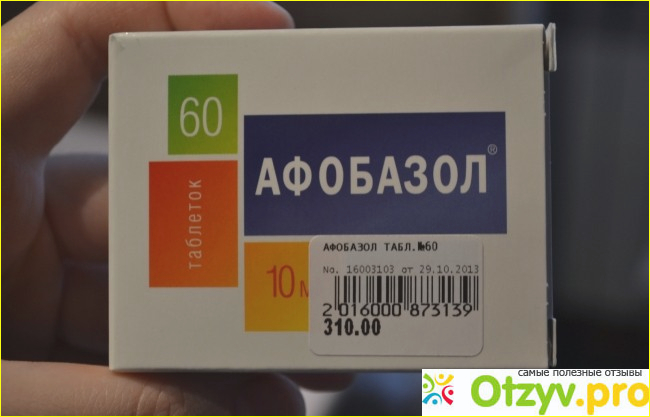 60
таблеток
АФОБАЗОЛ®
10 м
АФОБАЗОЛ ТАБЛ.№60
No. 16003103 от 29.10.2013
2 016000 873139
310.00
самые полезные отзывы
Otzyv.pro